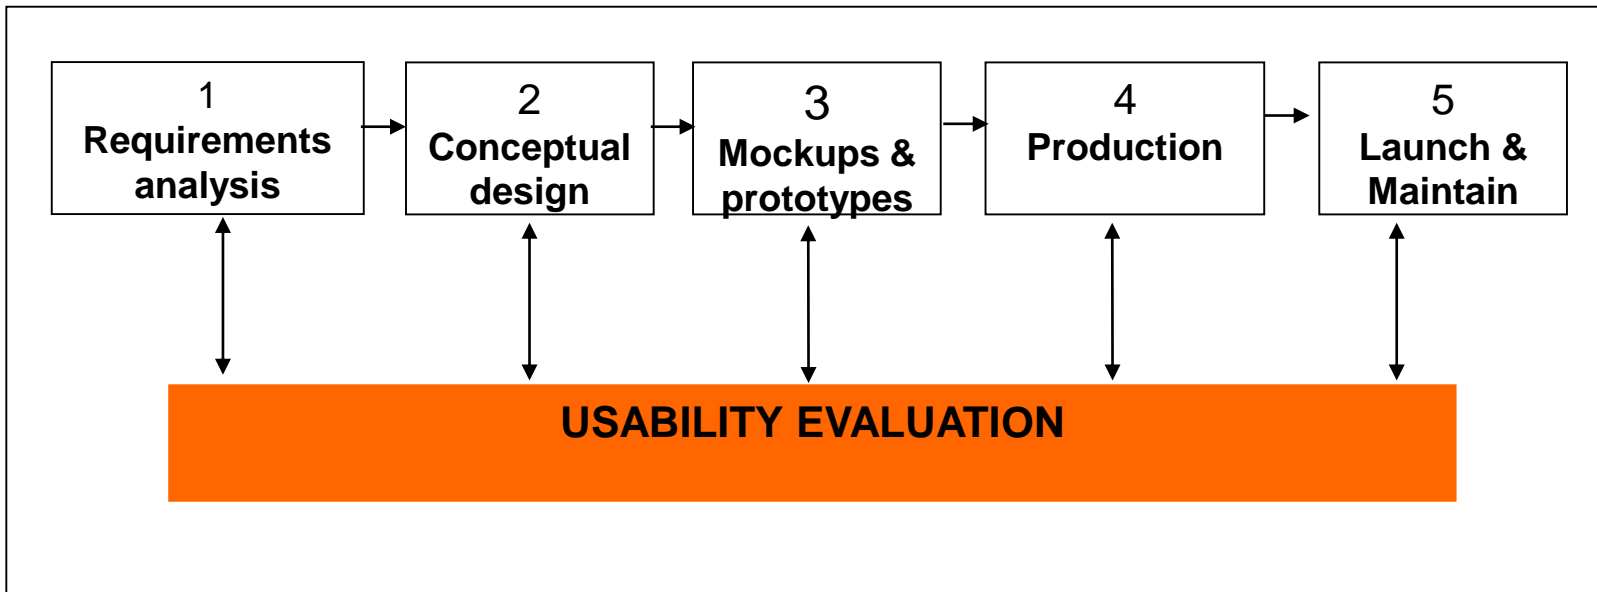 1
Requirements
analysis
2
Conceptual
design
3
Mockups &
prototypes
4
Production
5
Launch &
Maintain
USABILITY EVALUATION